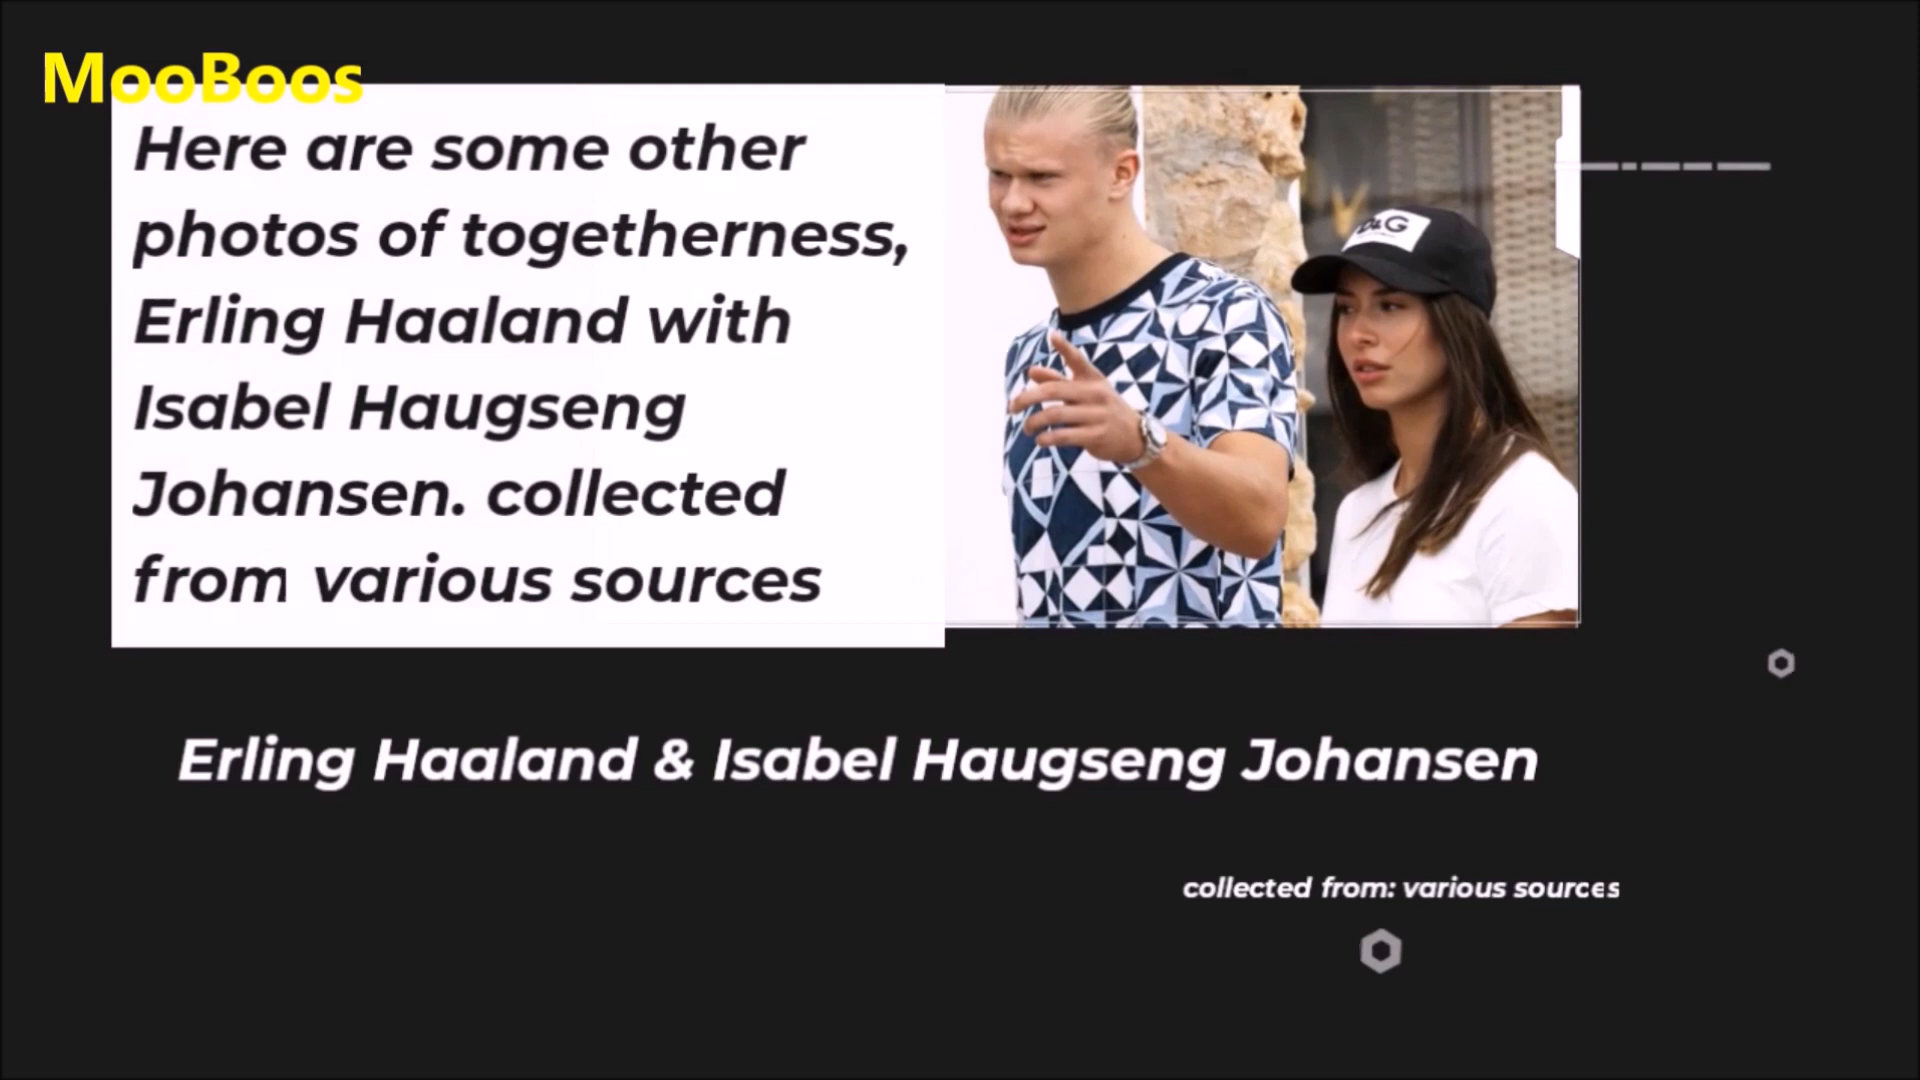 MooBoos
Here are some other
photos of togetherness,
Erling Haaland with
Isabel Haugseng
Johansen. collected
from various sources
D&G
Erling Haaland & Isabel Haugseng Johansen
collected from: various sources